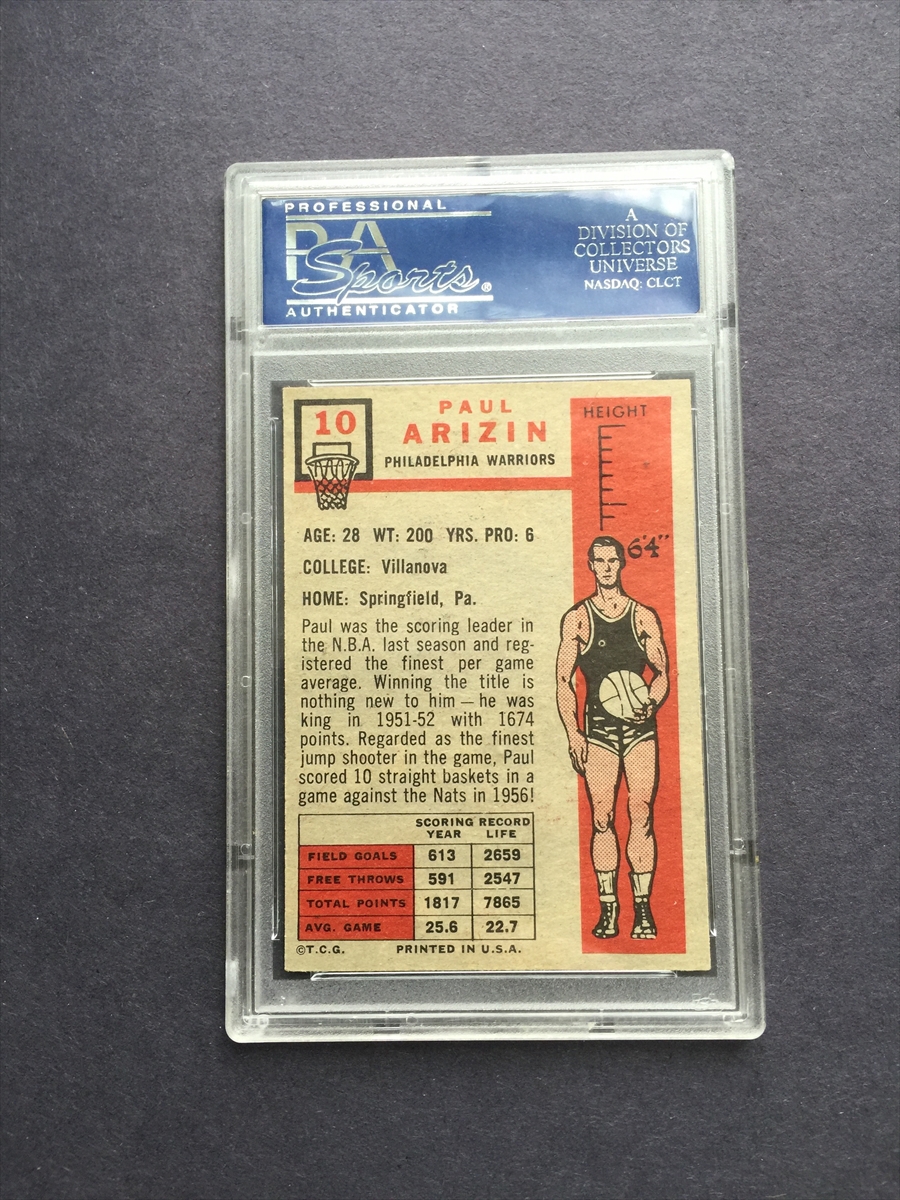 PROFESSIONAL
PSA
Sports®
AUTHENTICATOR
A
DIVISION OF
COLLECTORS
UNIVERSE
NASDAQ: CLCT
10
PAUL
ARIZIN
PHILADELPHIA WARRIORS
HEIGHT
6'4"
AGE: 28 WT: 200 YRS. PRO: 6
COLLEGE: Villanova
HOME: Springfield, Pa.
Paul was the scoring leader in
the N.B.A. last season and reg-
istered the finest per game
average. Winning the title is
nothing new to him — he was
king in 1951-52 with 1674
points. Regarded as the finest
jump shooter in the game, Paul
scored 10 straight baskets in a
game against the Nats in 1956!
SCORING RECORD
YEAR LIFE
FIELD GOALS 613 2659
FREE THROWS 591 2547
TOTAL POINTS 1817 7865
AVG. GAME 25.6 22.7
©T.C.G. PRINTED IN U.S.A.